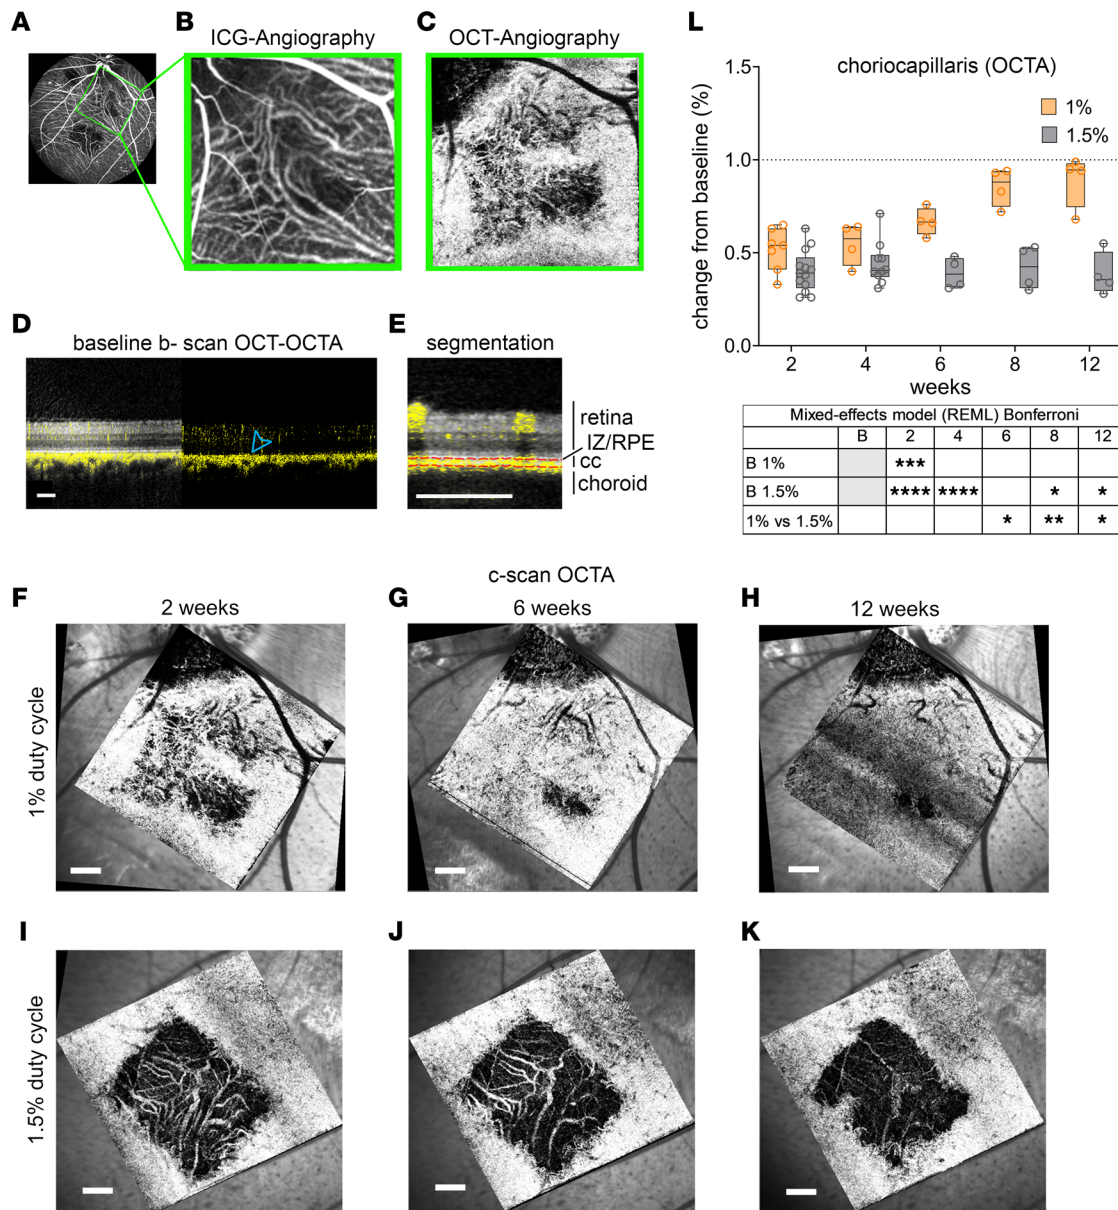 A
B
C
L
ICG-Angiography
OCT-Angiography
choriocapillaris (OCTA)
1%
1.5%
change from baseline (%)
1.5
1.0
0.5
0.0
2
4
6
8
12
weeks
D
baseline b- scan OCT-OCTA
E
segmentation
retina
IZ/RPE
cc
choroid
Mixed-effects model (REML) Bonferroni
B 2 4 6 8 12
B 1% ***
B 1.5% **** **** * *
1% vs 1.5% * ** *
c-scan OCTA
F
2 weeks
G
6 weeks
H
12 weeks
1% duty cycle
I
J
K
1.5% duty cycle